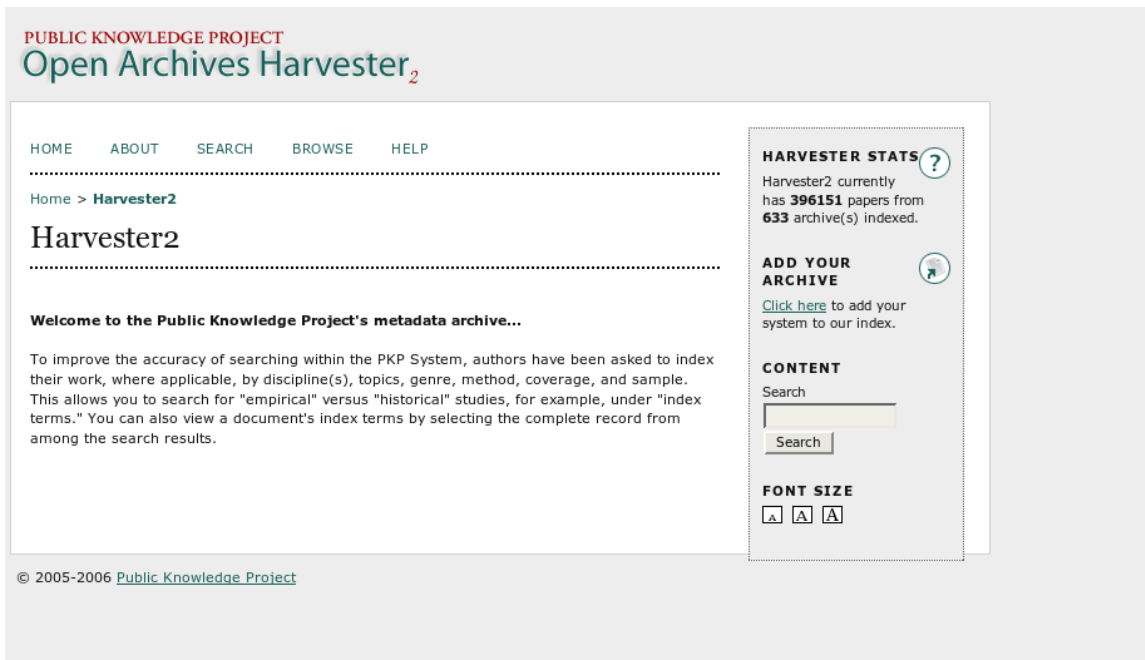 PUBLIC KNOWLEDGE PROJECT
Open Archives Harvester2
HOME ABOUT SEARCH BROWSE HELP
Home > Harvester2
Harvester2
Welcome to the Public Knowledge Project's metadata archive...
To improve the accuracy of searching within the PKP System, authors have been asked to index
their work, where applicable, by discipline(s), topics, genre, method, coverage, and sample.
This allows you to search for "empirical" versus "historical" studies, for example, under "index
terms." You can also view a document's index terms by selecting the complete record from
among the search results.
HARVESTER STATS ?
Harvester2 currently
has 396151 papers from
633 archive(s) indexed.
ADD YOUR
ARCHIVE
Click here to add your
system to our index.
CONTENT
Search
Search
FONT SIZE
A A A
© 2005-2006 Public Knowledge Project